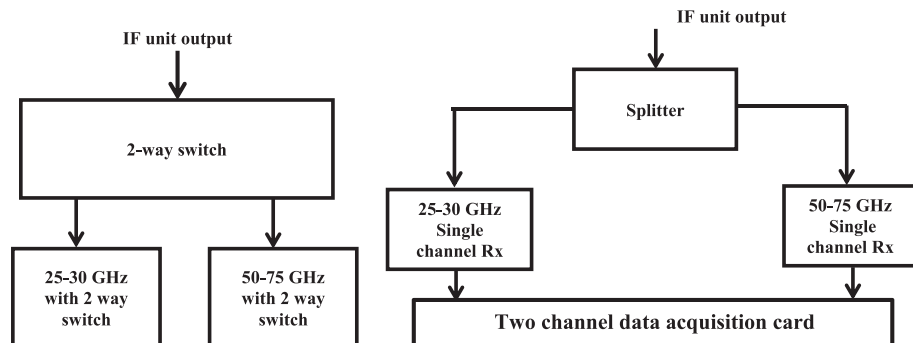 IF unit output
2-way switch
25-30 GHz
with 2 way
switch
50-75 GHz
with 2 way
switch
IF unit output
Splitter
25-30 GHz
Single
channel Rx
50-75 GHz
Single
channel Rx
Two channel data acquisition card